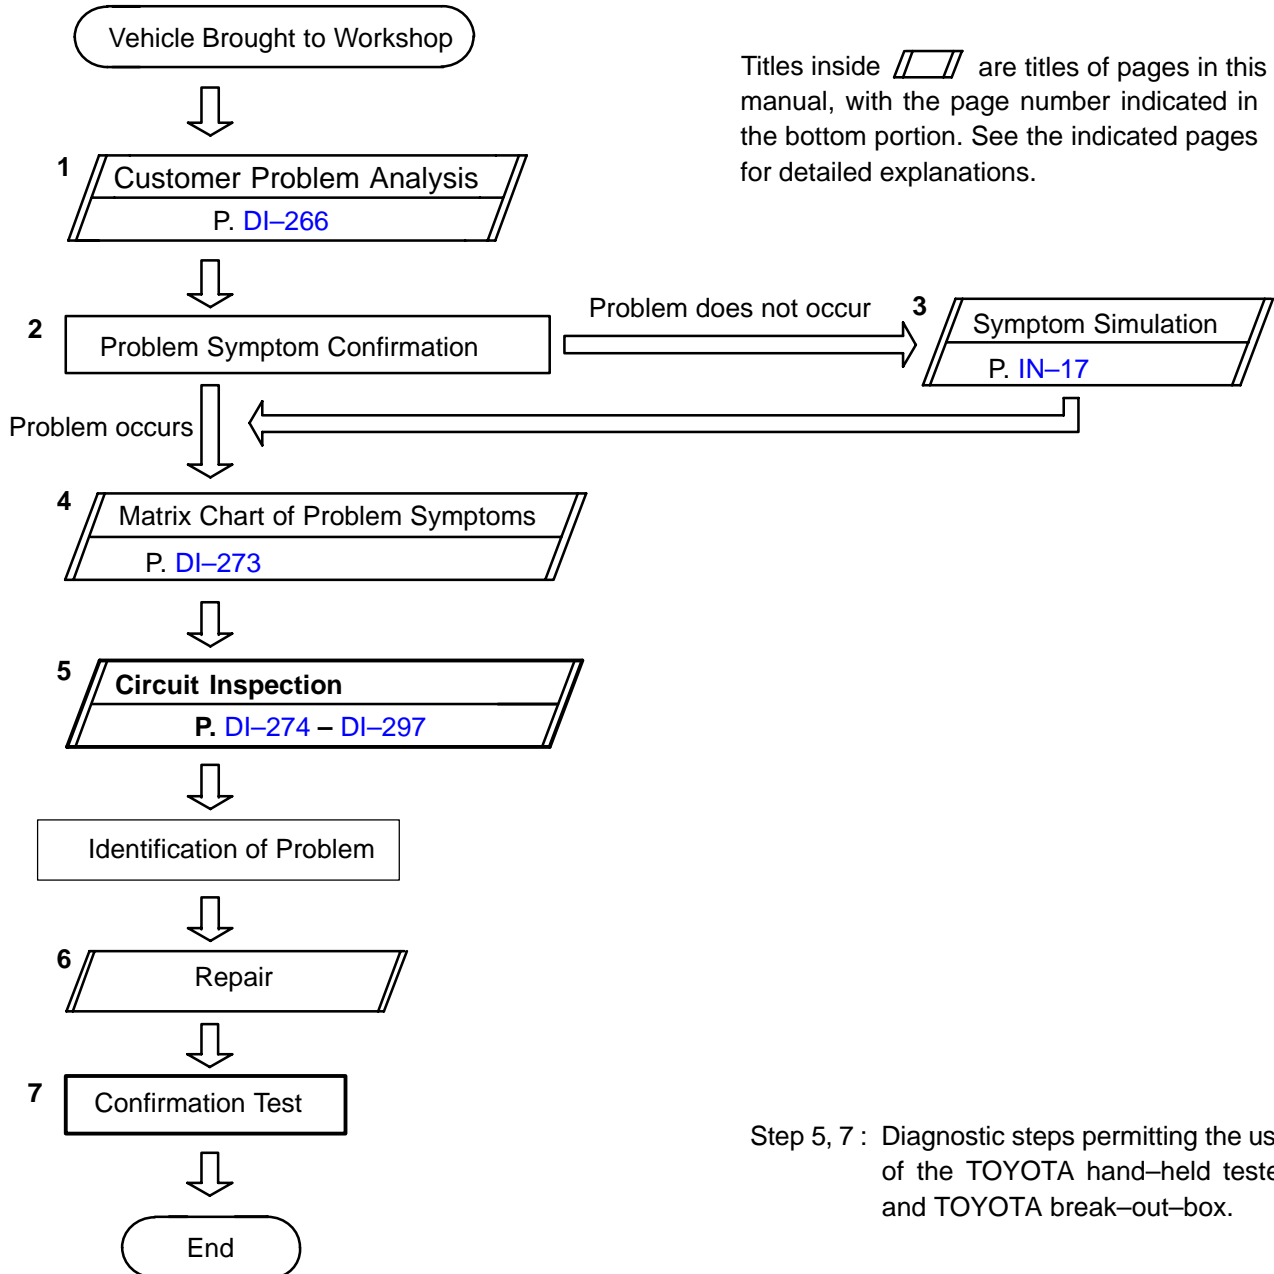 Vehicle Brought to Workshop
Titles inside are titles of pages in this
manual, with the page number indicated in
the bottom portion. See the indicated pages
for detailed explanations.
1
Customer Problem Analysis
P. DI–266
2
Problem Symptom Confirmation
Problem does not occur
3
Symptom Simulation
P. IN–17
Problem occurs
4
Matrix Chart of Problem Symptoms
P. DI–273
5
Circuit Inspection
P. DI–274 – DI–297
Identification of Problem
6
Repair
7
Confirmation Test
Step 5, 7 : Diagnostic steps permitting the
of the TOYOTA hand–held
and TOYOTA break–out–box.
End